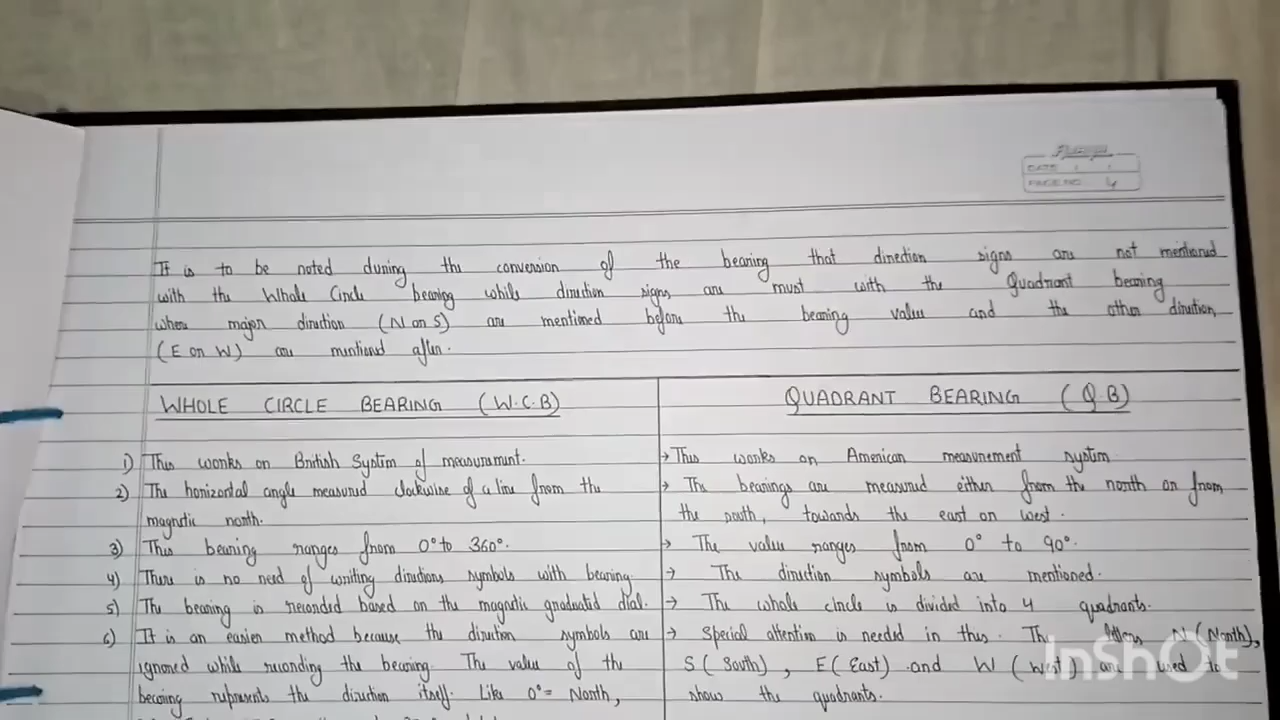 DATE
PAGE NO. 4
It is to be noted during the conversion of the bearing that direction signs are not mentioned
with the Whole Circle bearing while direction signs are must with the Quadrant bearing
where major direction (N or S) are mentioned before the bearing value and the other direction,
(E or W) are mentioned after.
WHOLE CIRCLE BEARING (W.C.B)
1) This works on British System of measurement.
2) The horizontal angle measured clockwise of a line from the
magnetic north.
3) This bearing ranges from 0° to 360°.
4) There is no need of writing directions symbols with bearing
5) The bearing is recorded based on the magnetic graduated dial.
6) It is an easier method because the direction symbols are
ignored while recording the bearing. The value of the
bearing represents the direction itself. Like 0° = North,
QUADRANT BEARING (Q.B)
→ This works on American measurement system
→ The bearings are measured either from the north or from
the south, towards the east or west.
→ The value ranges from 0° to 90°.
→ The direction symbols are mentioned.
→ The whole circle is divided into 4 quadrants.
→ Special attention is needed in this. The letters N (North),
S (South), E (East) and W (West) are used to
show the quadrants.
InShOt